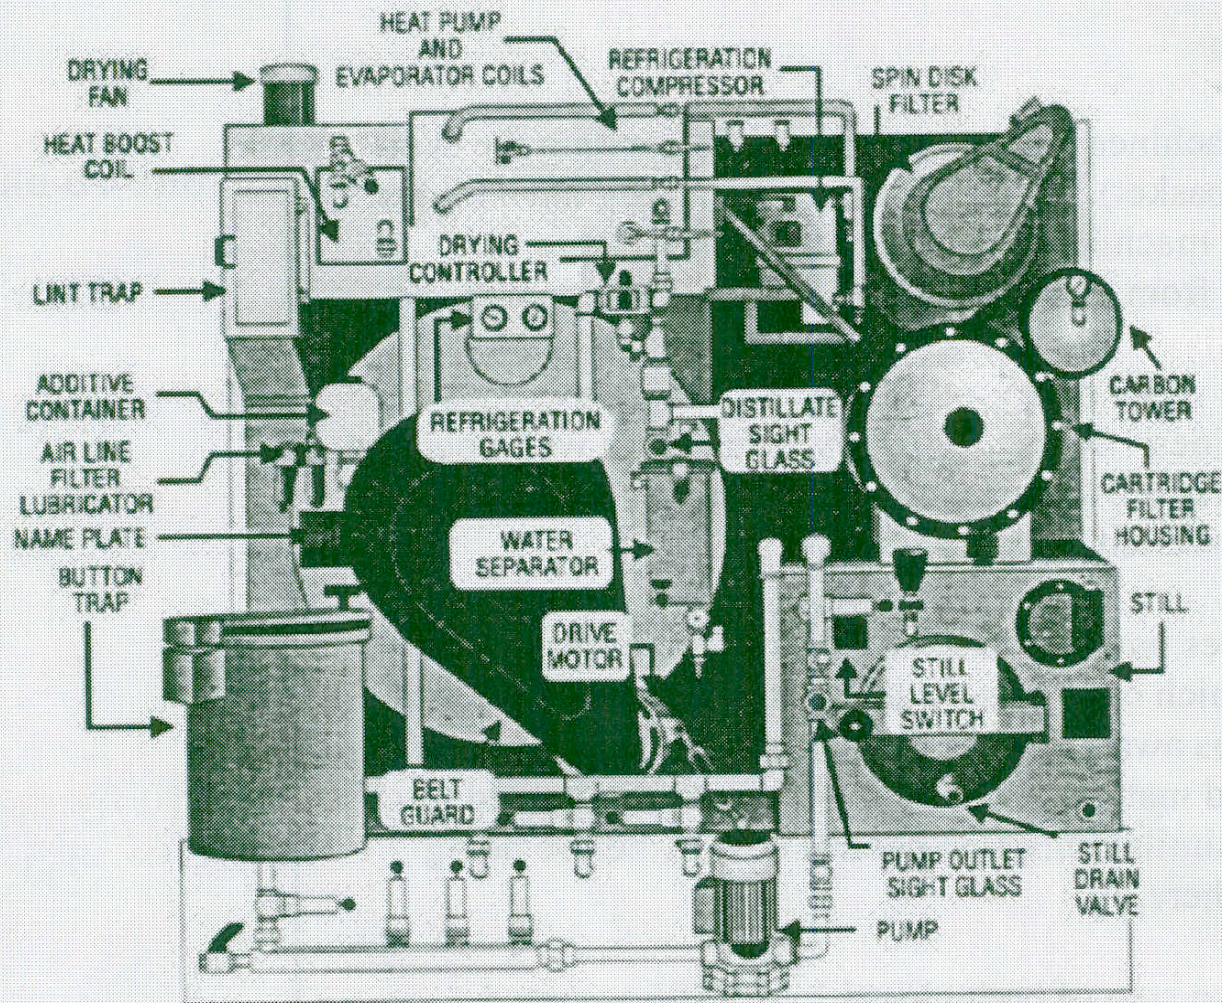 HEAT PUMP
AND
EVAPORATOR COILS
REFRIGERATION
COMPRESSOR
SPIN DISK
FILTER
DRYING
FAN
HEAT BOOST
COIL
DRYING
CONTROLLER
LINT TRAP
ADDITIVE
CONTAINER
REFRIGERATION
GAGES
DISTILLATE
SIGHT
GLASS
CARBON
TOWER
AIR LINE
FILTER
LUBRICATOR
CARTRIDGE
FILTER
HOUSING
NAME PLATE
WATER
SEPARATOR
BUTTON
TRAP
STILL
DRIVE
MOTOR
STILL
LEVEL
SWITCH
BELT
GUARD
PUMP OUTLET
SIGHT GLASS
STILL
DRAIN
VALVE
PUMP